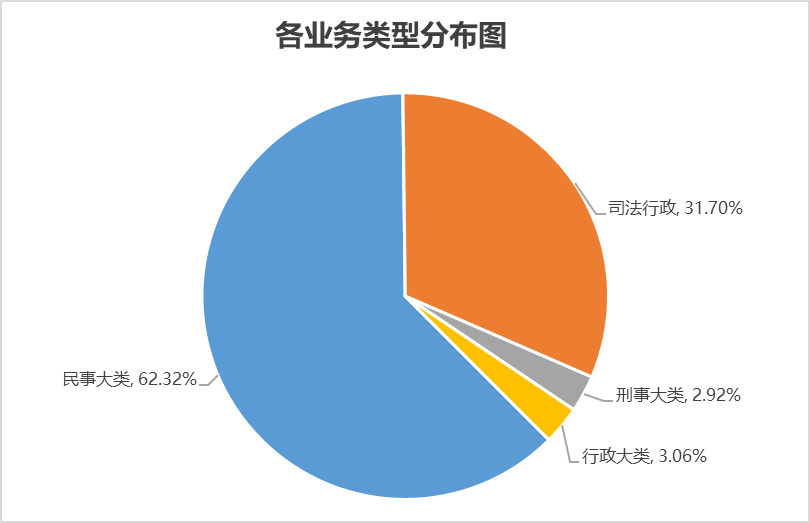 各业务类型分布图
司法行政, 31.70%
民事大类, 62.32%
刑事大类, 2.92%
行政大类, 3.06%